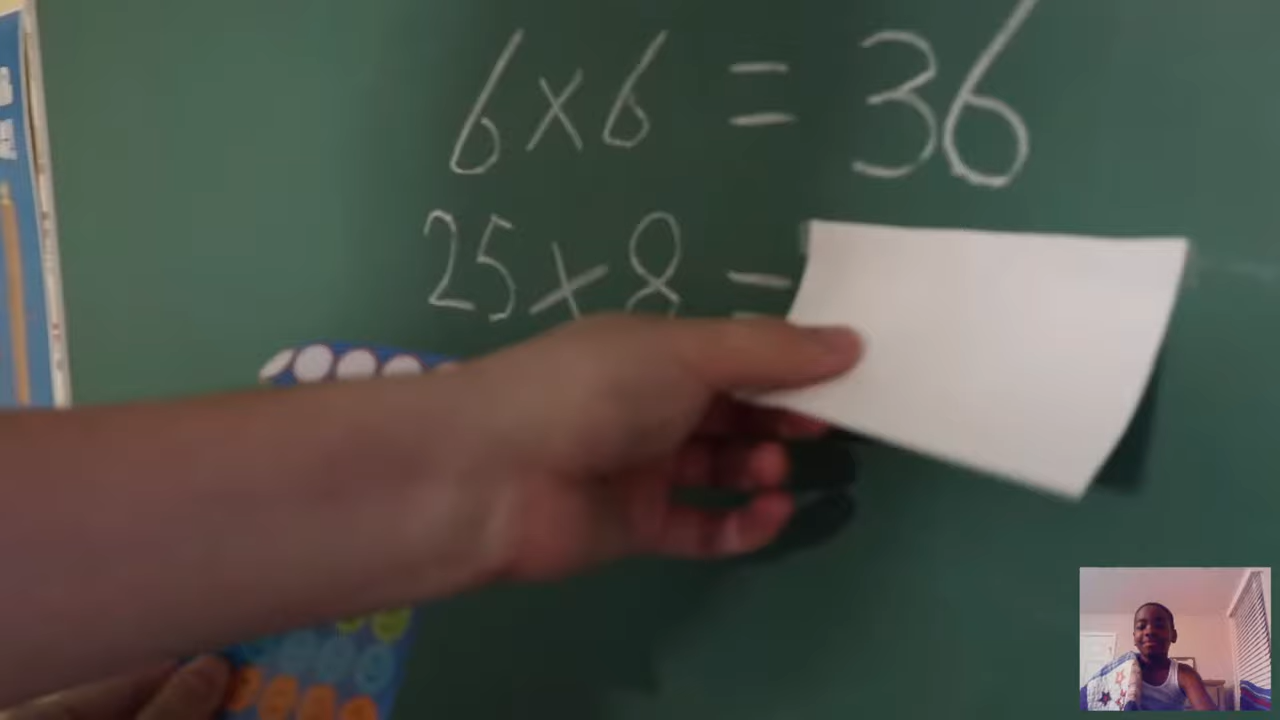 6x6 = 36
25x8 =